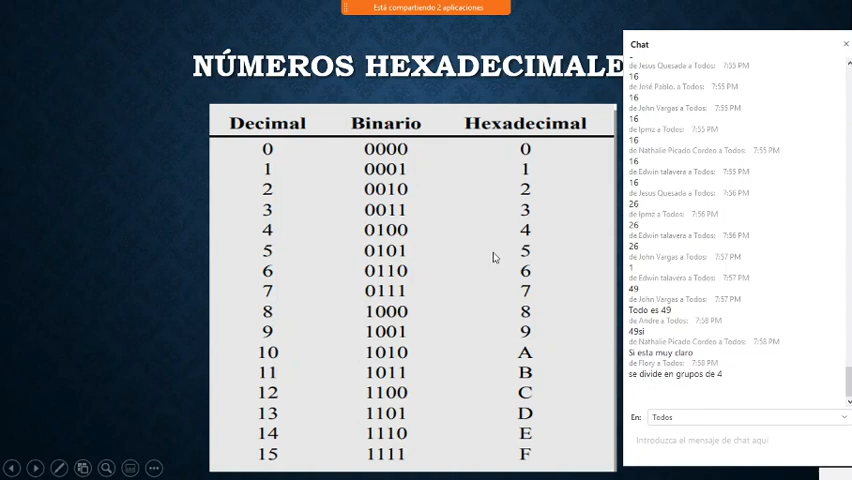 Está compartiendo 2 aplicaciones
NÚMEROS HEXADECIMALE
Decimal Binario Hexadecimal
0 0000 0
1 0001 1
2 0010 2
3 0011 3
4 0100 4
5 0101 5
6 0110 6
7 0111 7
8 1000 8
9 1001 9
10 1010 A
11 1011 B
12 1100 C
13 1101 D
14 1110 E
15 1111 F
Chat
de Jesus Quesada a Todos: 7:55 PM
16
de José Pablo. a Todos: 7:55 PM
16
de John Vargas a Todos: 7:55 PM
16
de lpmz a Todos: 7:55 PM
16
de Nathalie Picado Cordeo a Todos: 7:55 PM
16
de Edwin talavera a Todos: 7:55 PM
16
de Jesus Quesada a Todos: 7:56 PM
26
de lpmz a Todos: 7:56 PM
26
de Edwin talavera a Todos: 7:56 PM
26
de John Vargas a Todos: 7:57 PM
1
de Edwin talavera a Todos: 7:57 PM
49
de John Vargas a Todos: 7:57 PM
Todo es 49
de Andre a Todos: 7:58 PM
49si
de Nathalie Picado Cordeo a Todos: 7:58 PM
Si esta muy claro
de Flory a Todos: 7:58 PM
se divide en grupos de 4
En: Todos
Introduzca el mensaje de chat aquí